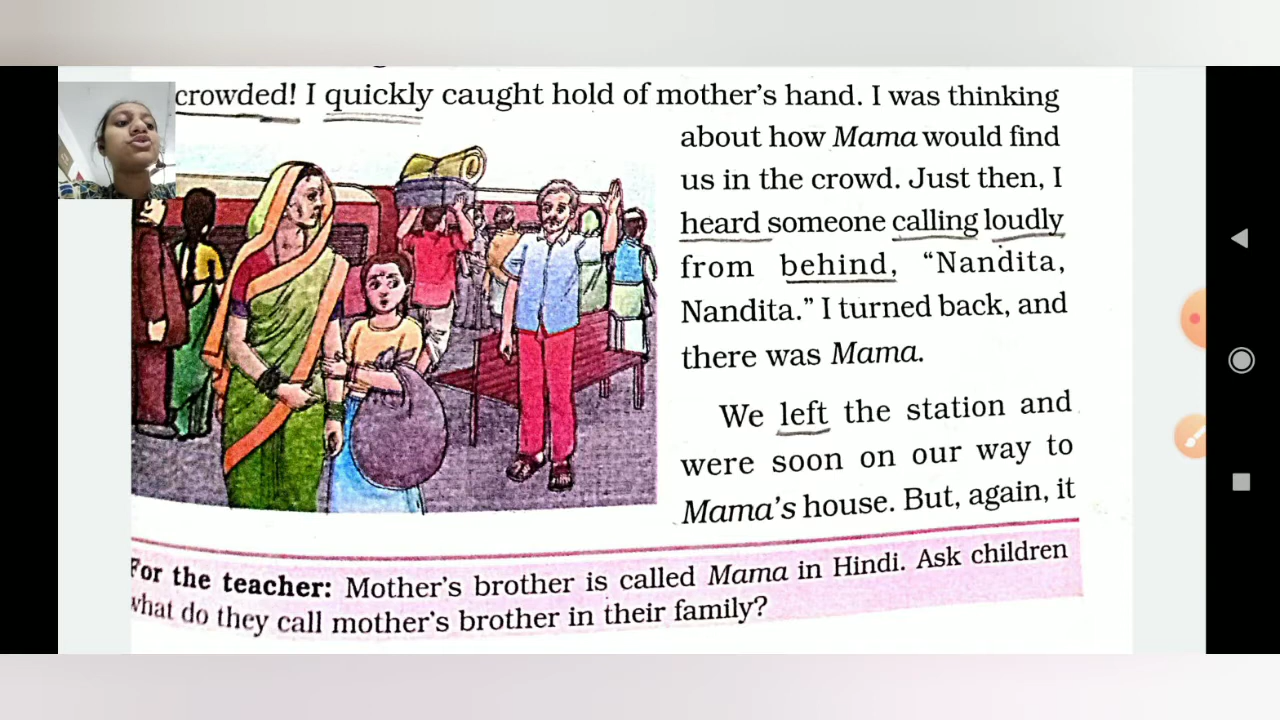 crowded! I quickly caught hold of mother's hand. I was thinking
about how Mama would find
us in the crowd. Just then, I
heard someone calling loudly
from behind, "Nandita,
Nandita." I turned back, and
there was Mama.
We left the station and
were soon on our way to
Mama's house. But, again, it
For the teacher: Mother's brother is called Mama in Hindi. Ask children
what do they call mother's brother in their family?